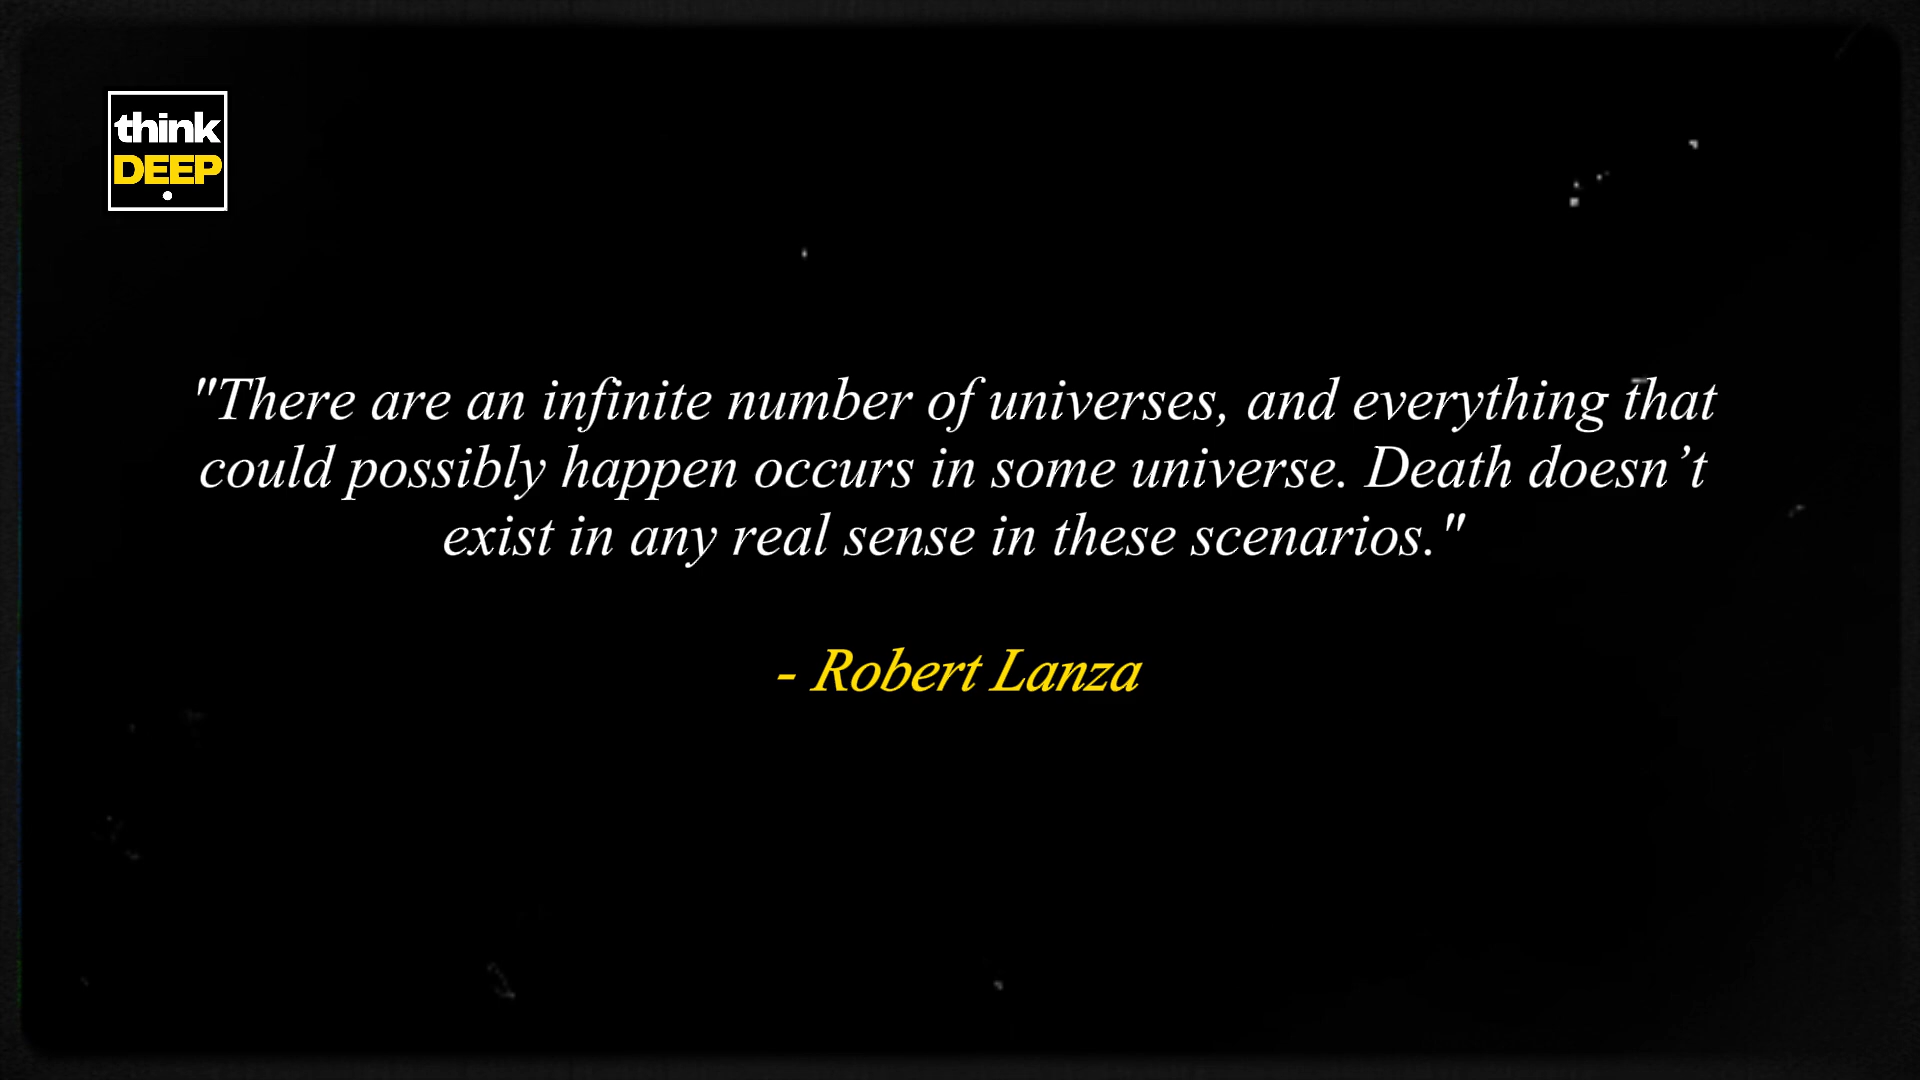 think
DEEP
"There are an infinite number of universes, and everything that
could possibly happen occurs in some universe. Death doesn’t
exist in any real sense in these scenarios."
- Robert Lanza